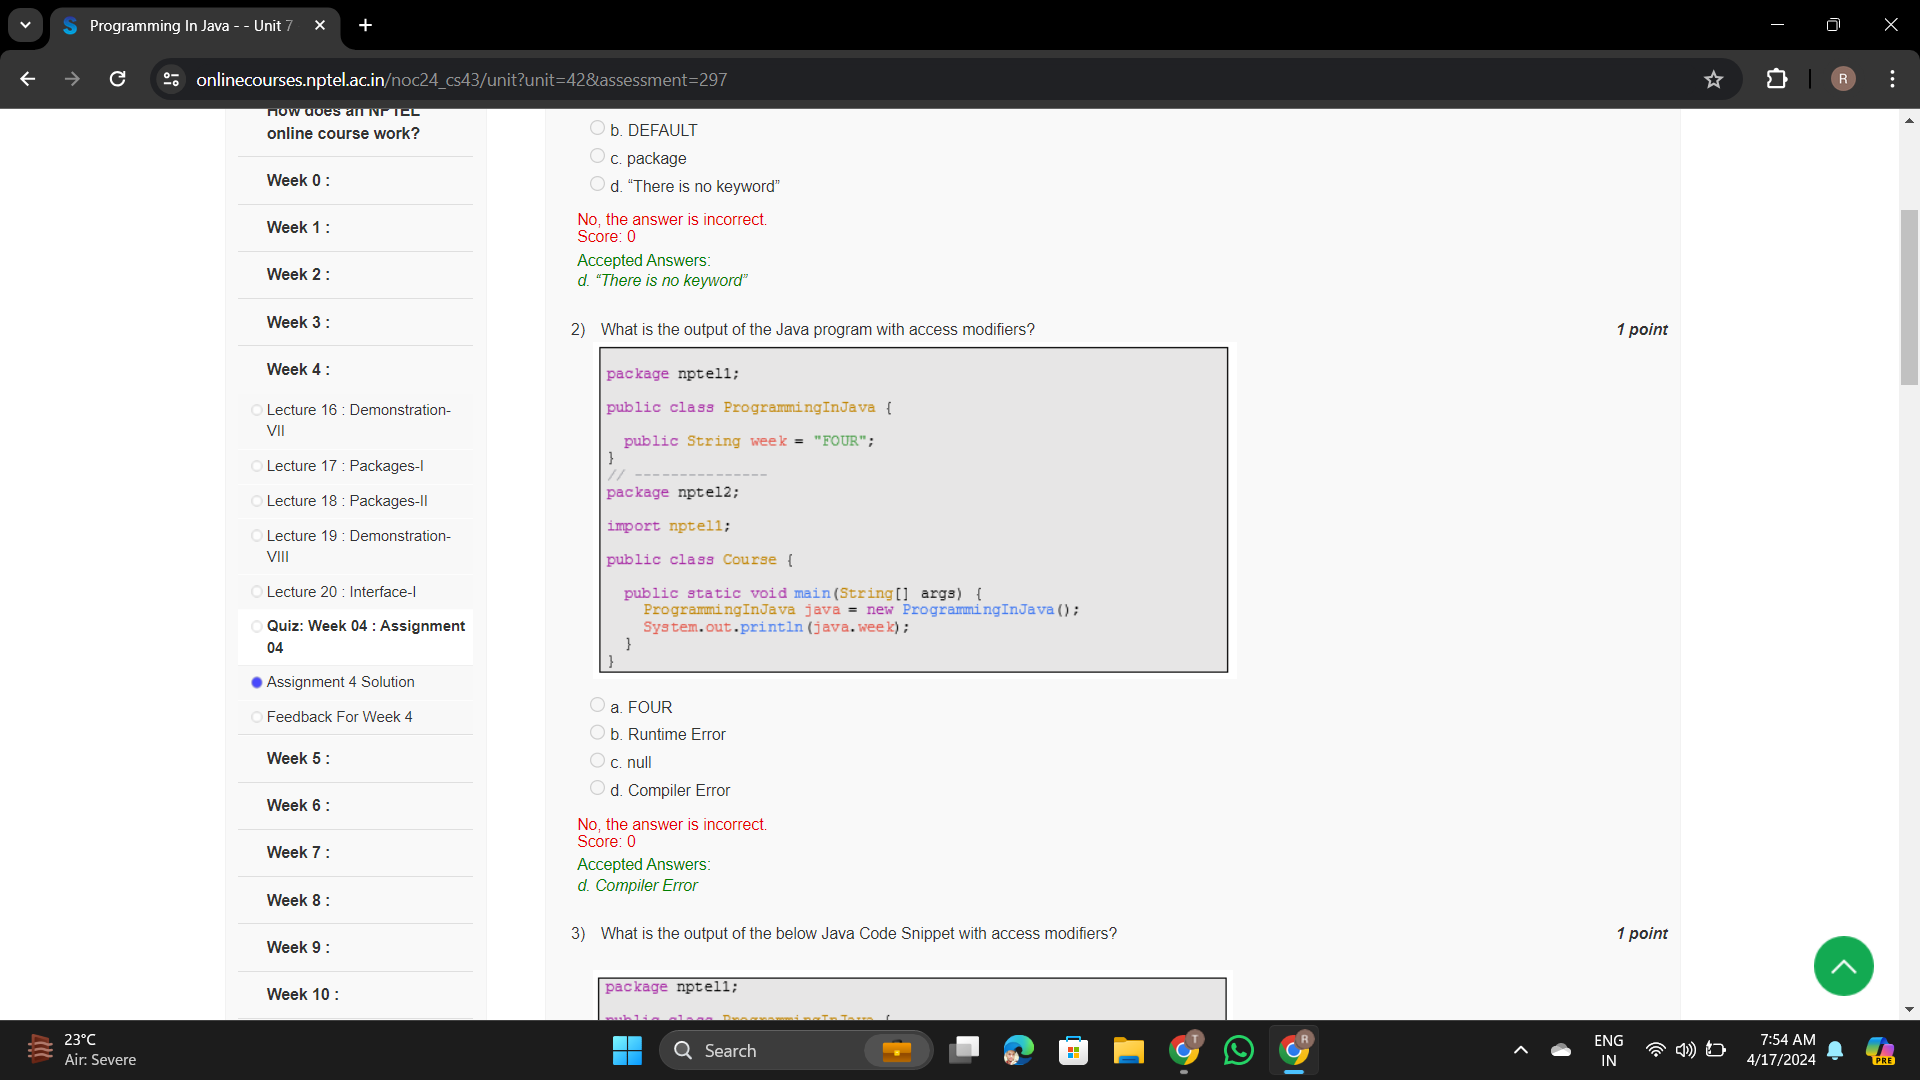 Programming In Java - - Unit 7
onlinecourses.nptel.ac.in/noc24_cs43/unit?unit=42&assessment=297
R
How does an NPTEL
online course work?
Week 0 :
Week 1 :
Week 2 :
Week 3 :
Week 4 :
Lecture 16 : Demonstration-
VII
Lecture 17 : Packages-I
Lecture 18 : Packages-II
Lecture 19 : Demonstration-
VIII
Lecture 20 : Interface-I
Quiz: Week 04 : Assignment
04
Assignment 4 Solution
Feedback For Week 4
Week 5 :
Week 6 :
Week 7 :
Week 8 :
Week 9 :
Week 10 :
b. DEFAULT
c. package
d. “There is no keyword”
No, the answer is incorrect.
Score: 0
Accepted Answers:
d. “There is no keyword”
2) What is the output of the Java program with access modifiers? 1 point
package nptel1;
public class ProgrammingInJava {
public String week = "FOUR";
}
// ---------------
package nptel2;
import nptel1;
public class Course {
public static void main(String[] args) {
ProgrammingInJava java = new ProgrammingInJava();
System.out.println(java.week);
}
}
a. FOUR
b. Runtime Error
c. null
d. Compiler Error
No, the answer is incorrect.
Score: 0
Accepted Answers:
d. Compiler Error
3) What is the output of the below Java Code Snippet with access modifiers? 1 point
package nptel1;
public class ProgrammingInJava {
23°C
Air: Severe
Search
T
R
ENG
IN
7:54 AM
4/17/2024
PRE